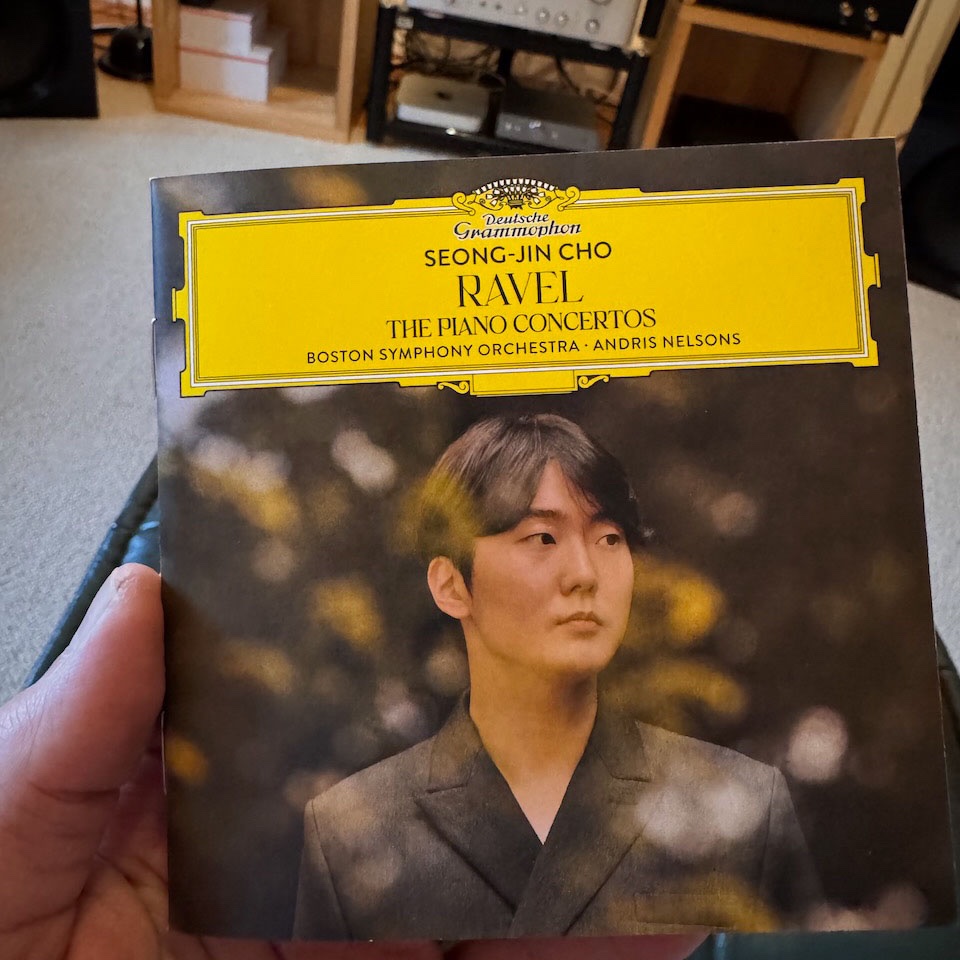 Deutsche
Grammophon
SEONG-JIN CHO
RAVEL
THE PIANO CONCERTOS
BOSTON SYMPHONY ORCHESTRA · ANDRIS NELSONS